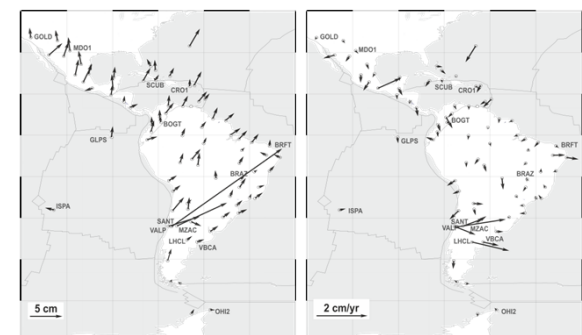 GOLD
MDO1
SCUB
CRO1
BOGT
GLPS
BRFT
BRAZ
ISPA
SANT
VALP MZAC
LHCL VBCA
5 cm
OHI2
GOLD
MDO1
SCUB
CRO1
BOGT
GLPS
BRFT
BRAZ
ISPA
SANT
VALP MZAC
LHCL VBCA
2 cm/yr
OHI2